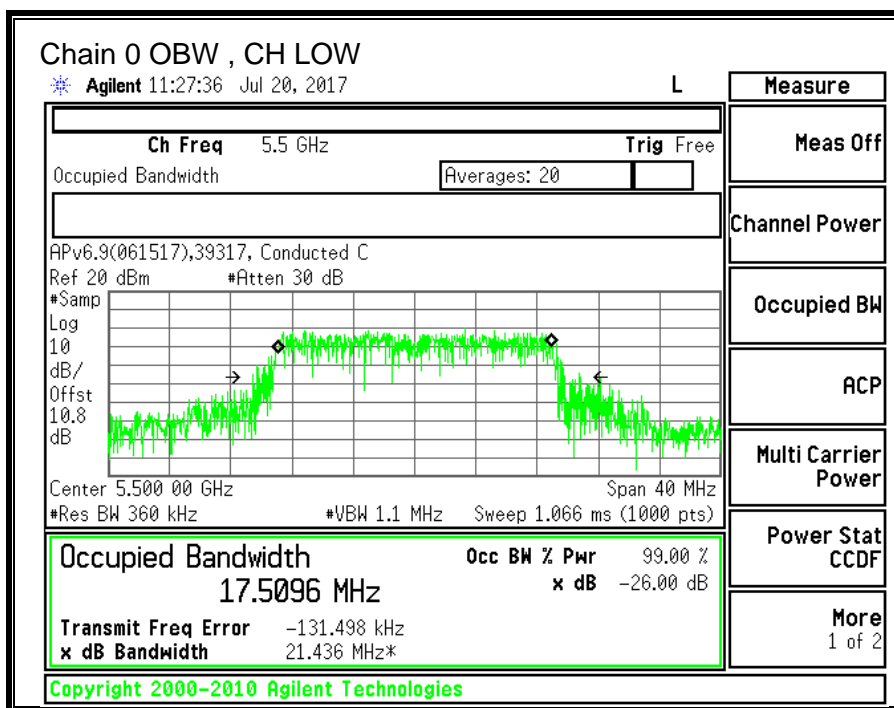 Chain 0 OBW , CH LOW
Agilent 11:27:36 Jul 20, 2017 L
Measure
Ch Freq 5.5 GHz Trig Free
Meas Off
Occupied Bandwidth Averages: 20
Channel Power
APv6.9(061517),39317, Conducted C
Ref 20 dBm #Atten 30 dB
#Samp
Log
10
dB/
Offst
10.8
dB
Occupied BW
ACP
Multi Carrier
Power
Center 5.500 00 GHz Span 40 MHz
#Res BW 360 kHz #VBW 1.1 MHz Sweep 1.066 ms (1000 pts)
Power Stat
CCDF
Occupied Bandwidth Occ BW % Pwr 99.00 %
17.5096 MHz x dB -26.00 dB
Transmit Freq Error -131.498 kHz
x dB Bandwidth 21.436 MHz*
More
1 of 2
Copyright 2000-2010 Agilent Technologies